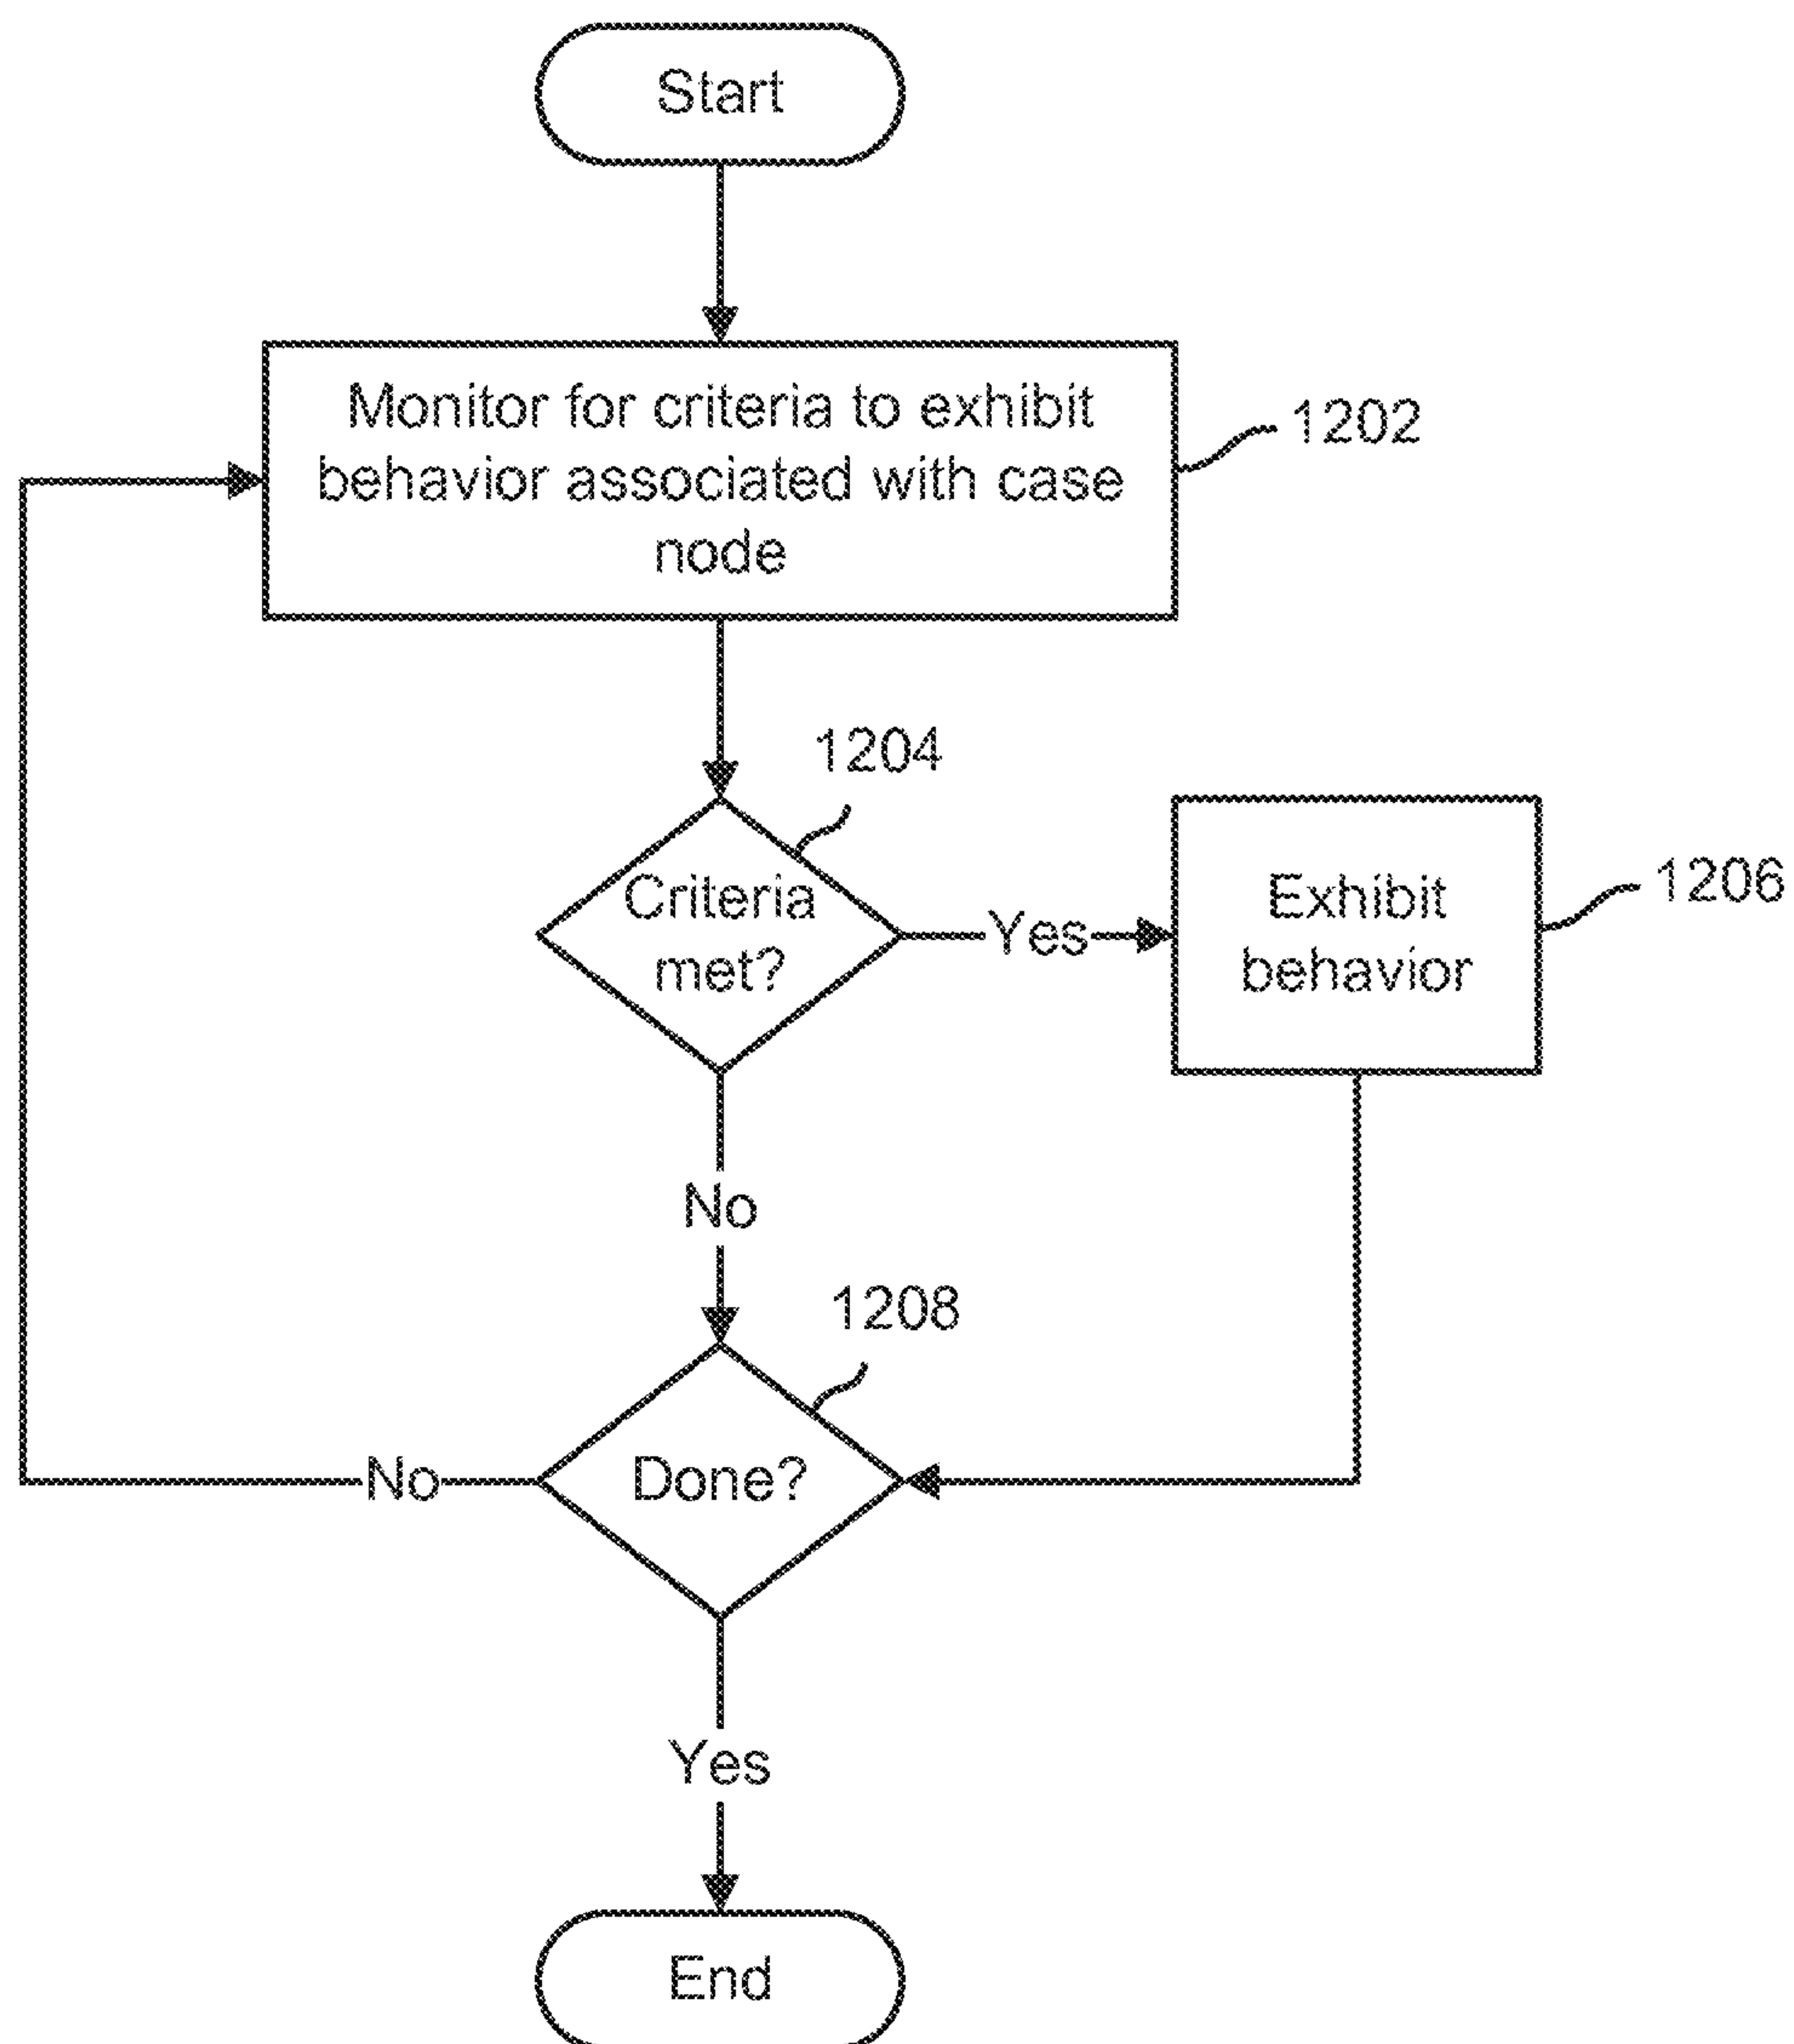 Start
Monitor for criteria to exhibit
behavior associated with case
node
1202
1204
Criteria
met?
Yes
Exhibit
behavior
1206
No
1208
Done?
No
Yes
End